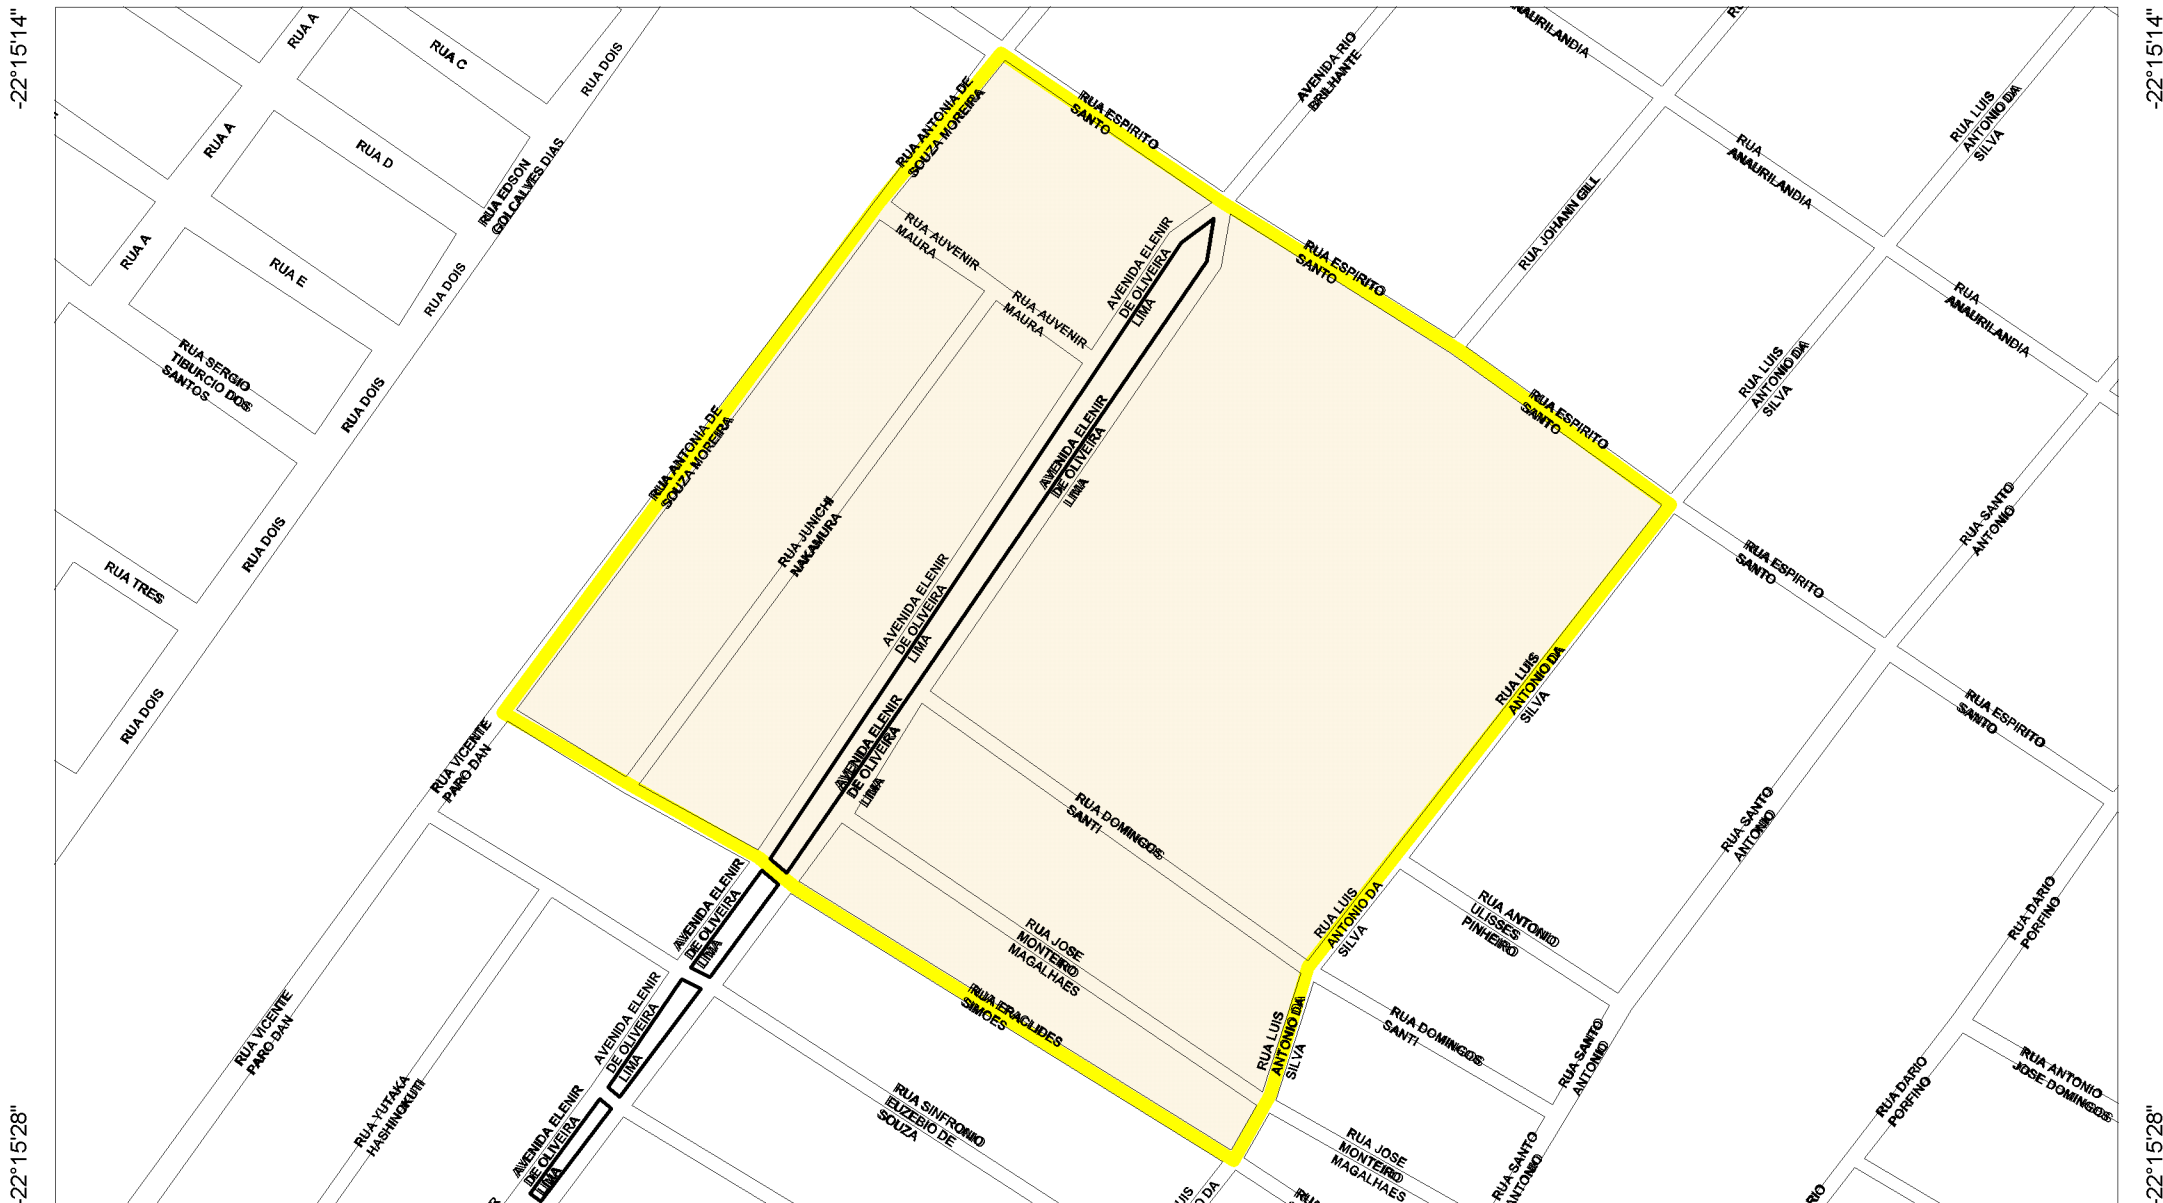 -22°15'14"
-22°15'14"
RUA A
RUA C
RUA DOIS
RUA A
RUA D
RUA EDSON
GOLCALVES DIAS
RUA A
RUA E
RUA DOIS
RUA SERGIO
TIBURCIO DOS
SANTOS
RUA DOIS
RUA DOIS
RUA TRES
RUA DOIS
RUA ANTONIA DE
SOUZA MOREIRA
RUA ESPIRITO
SANTO
AVENIDA RIO
BRILHANTE
ANAURILANDIA
RUA
ANAURILANDIA
RUA LUIS
ANTONIO DA
SILVA
RUA JOHANN GILL
RUA AUVENIR
MAURA
RUA AUVENIR
MAURA
AVENIDA ELENIR
DE OLIVEIRA
LIMA
RUA ESPIRITO
SANTO
RUA
ANAURILANDIA
RUA LUIS
ANTONIO DA
SILVA
RUA ESPIRITO
SANTO
RUA ANTONIA DE
SOUZA MOREIRA
AVENIDA ELENIR
DE OLIVEIRA
LIMA
RUA JUNICHI
NAKAMURA
RUA SANTO
ANTONIO
RUA ESPIRITO
SANTO
AVENIDA ELENIR
DE OLIVEIRA
LIMA
RUA LUIS
ANTONIO DA
SILVA
RUA ESPIRITO
SANTO
RUA VICENTE
PARO DAN
AVENIDA ELENIR
DE OLIVEIRA
LIMA
RUA DOMINGOS
SANTI
RUA SANTO
ANTONIO
AVENIDA ELENIR
DE OLIVEIRA
LIMA
RUA LUIS
ANTONIO DA
SILVA
RUA ANTONIO
ULISSES
PINHEIRO
RUA DARIO
PORFINO
RUA JOSE
MONTEIRO
MAGALHAES
RUA ERACLIDES
SIMOES
RUA VICENTE
PARO DAN
AVENIDA ELENIR
DE OLIVEIRA
LIMA
RUA LUIS
ANTONIO DA
SILVA
RUA DOMINGOS
SANTI
RUA SANTO
ANTONIO
RUA DARIO
PORFINO
RUA ANTONIO
JOSE DOMINGOS
RUA YUTAKA
HASHINOKUTI
AVENIDA ELENIR
DE OLIVEIRA
LIMA
RUA SINFRONIO
EUZEBIO DE
SOUZA
RUA JOSE
MONTEIRO
MAGALHAES
RUA SANTO
ANTONIO
-22°15'28"
-22°15'28"